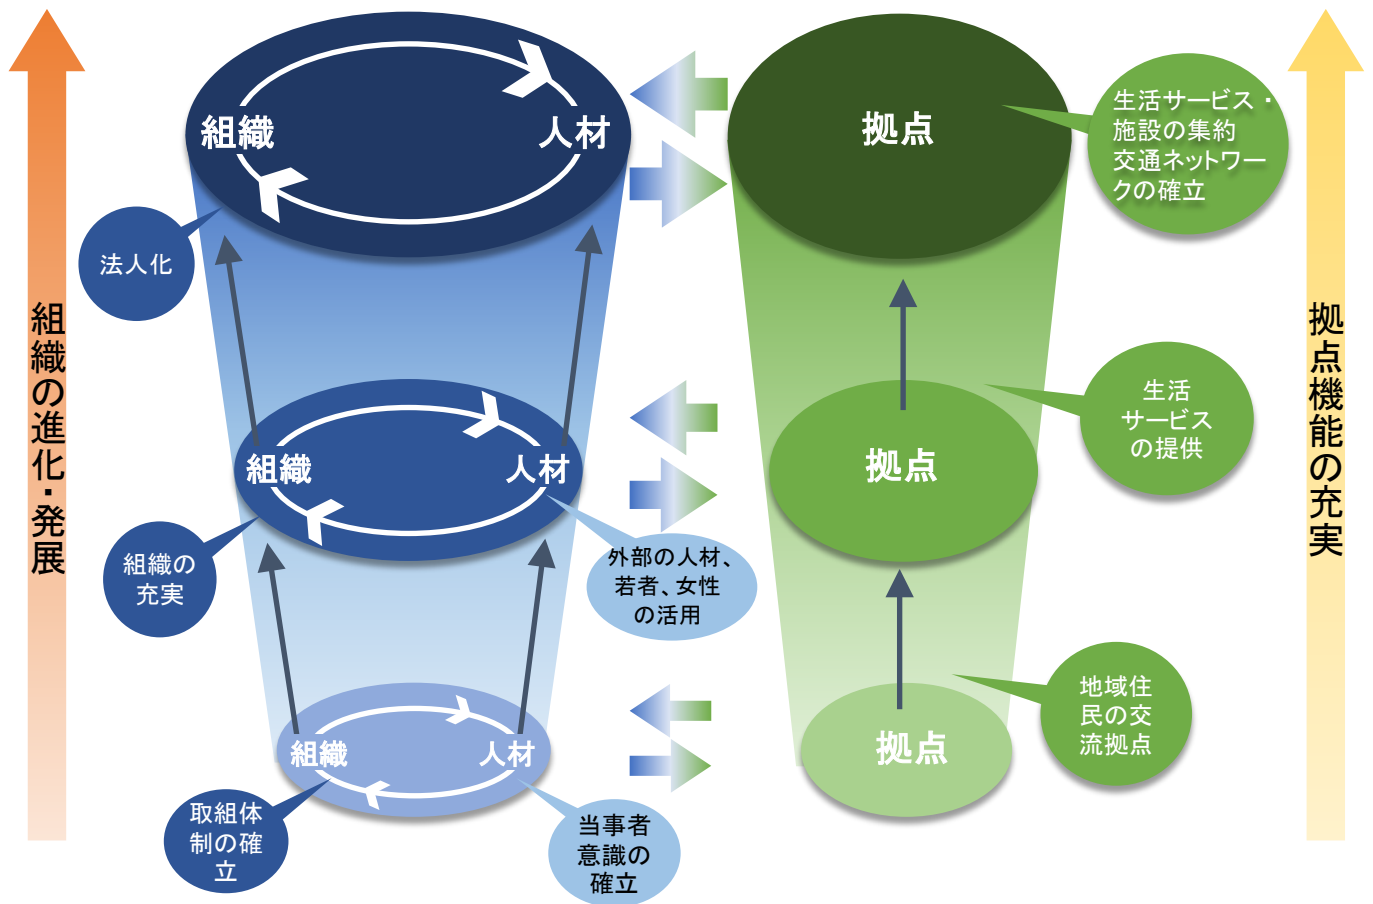 組織の進化・発展
組織
人材
拠点
生活サービス・
施設の集約
交通ネットワー
クの確立
法人化
組織
人材
拠点
生活
サービス
の提供
組織の
充実
外部の人材、
若者、女性
の活用
組織
人材
拠点
地域住
民の交
流拠点
取組体
制の確
立
当事者
意識の
確立
拠点機能の充実